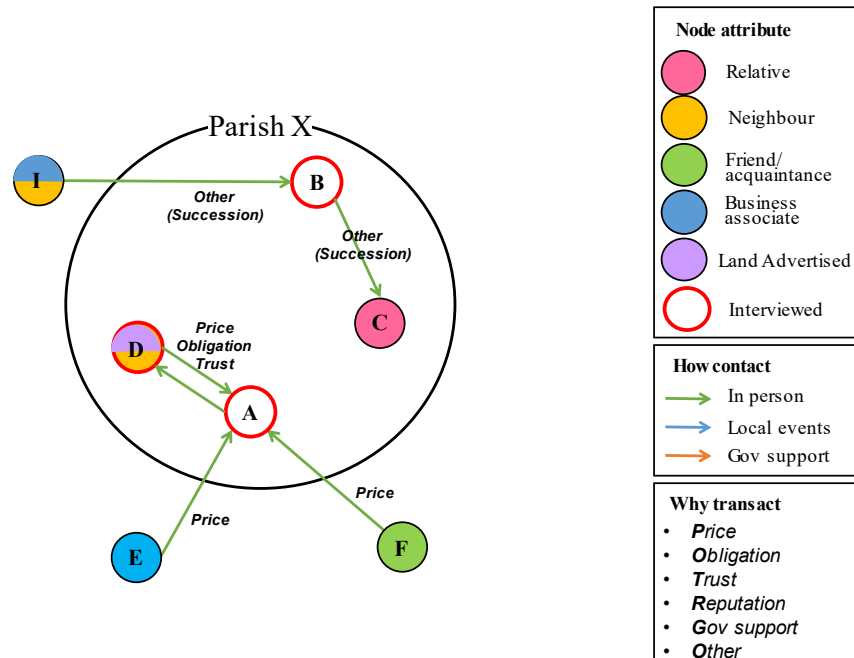 Parish X
I
B
Other
(Succession)
Other
(Succession)
C
D
Price
Obligation
Trust
A
Price
Price
E
F
Node attribute
Relative
Neighbour
Friend/
acquaintance
Business
associate
Land Advertised
Interviewed
How contact
In person
Local events
Gov support
Why transact
• Price
• Obligation
• Trust
• Reputation
• Gov support
• Other